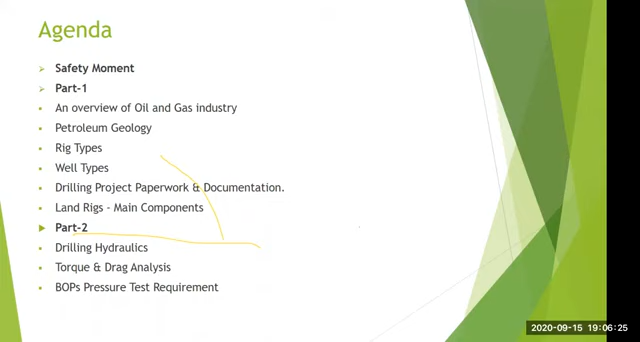 Agenda
Safety Moment
Part-1
An overview of Oil and Gas industry
Petroleum Geology
Rig Types
Well Types
Drilling Project Paperwork & Documentation.
Land Rigs - Main Components
Part-2
Drilling Hydraulics
Torque & Drag Analysis
BOPs Pressure Test Requirement
2020-09-15 19:06:25